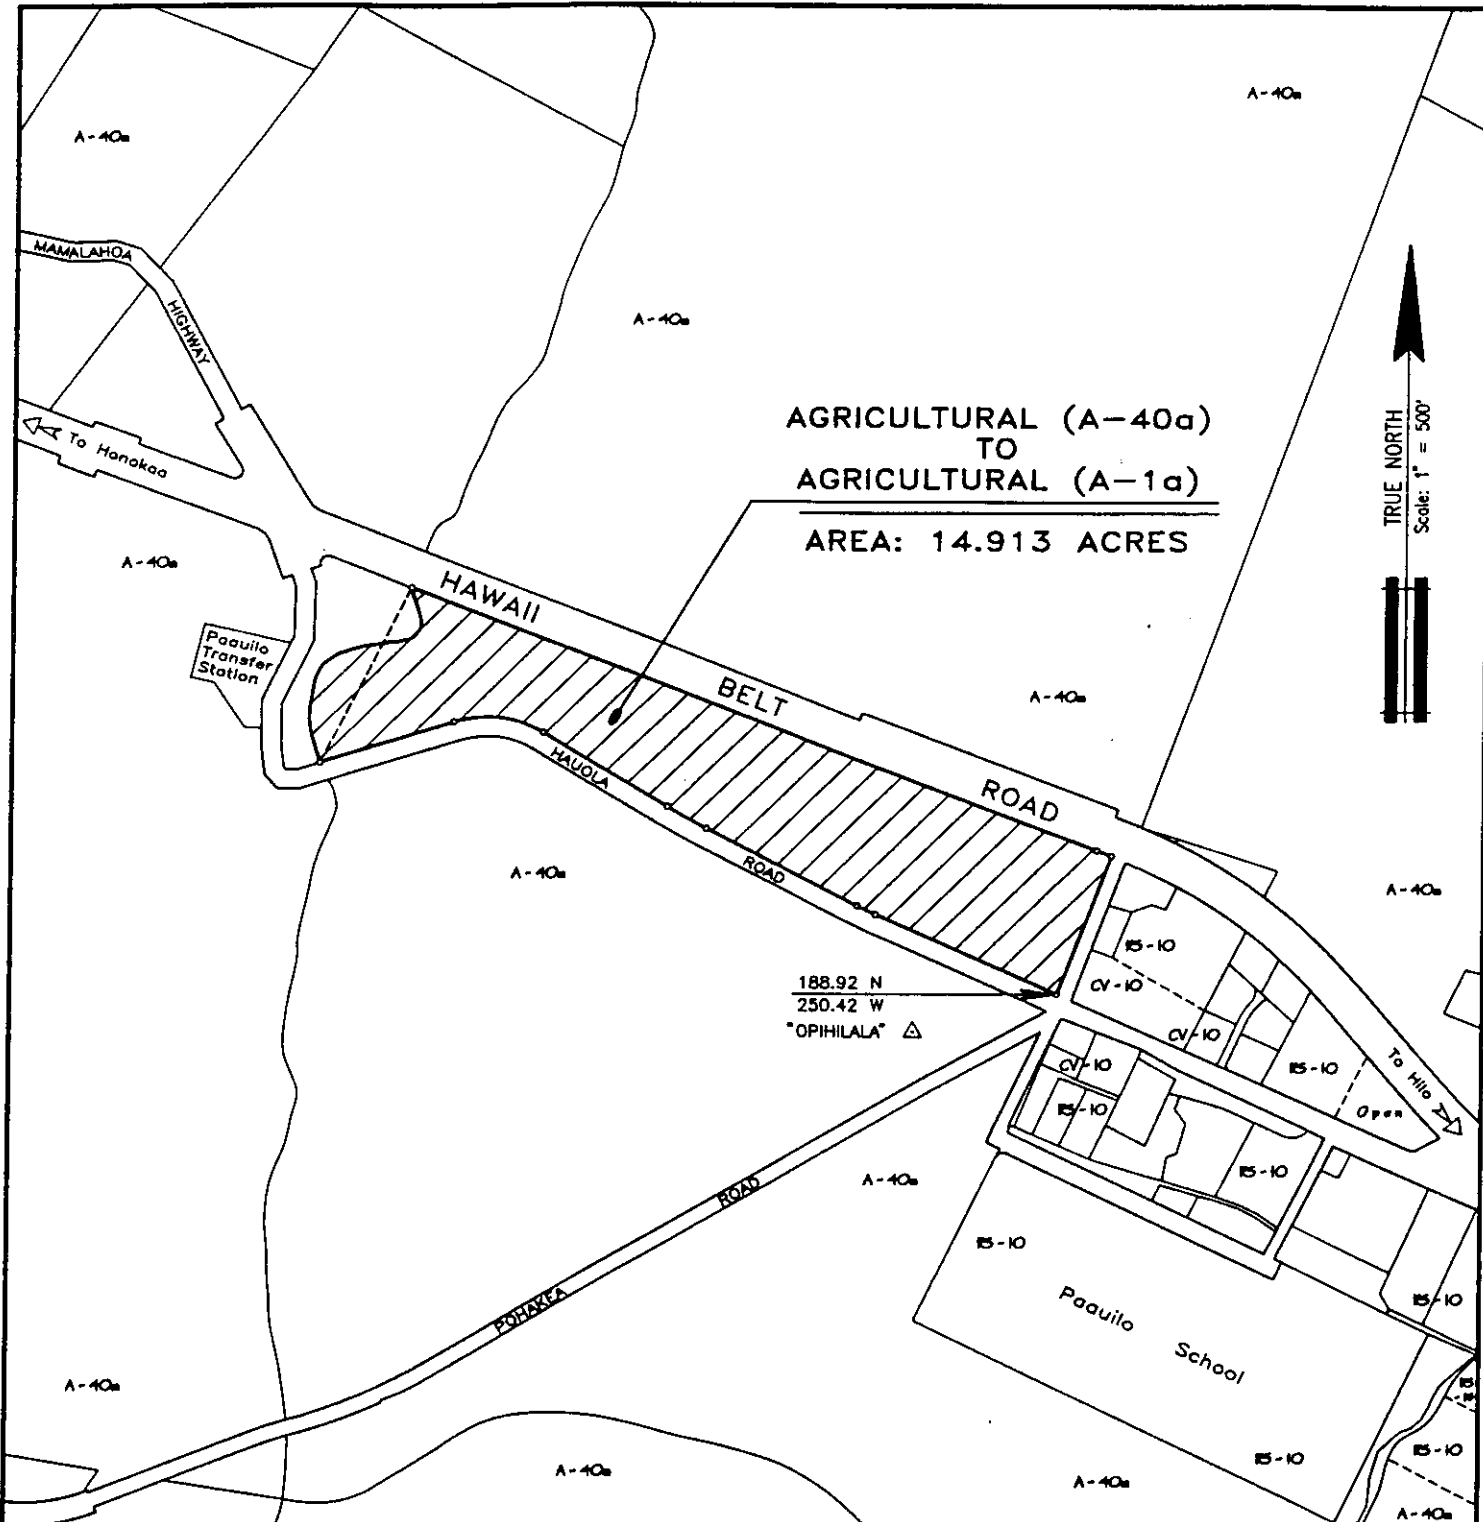 A-40a
A-40a
MAMALAHOA
HIGHWAY
A-40a
To Honokaa
AGRICULTURAL (A-40a)
TO
AGRICULTURAL (A-1a)
AREA: 14.913 ACRES
TRUE NORTH
Scale: 1" = 500'
A-40a
HAWAII
BELT
ROAD
Paauilo
Transfer
Station
A-40a
HAUOLA
ROAD
A-40a
A-40a
RS-10
CV-10
CV-10
188.92 N
250.42 W
"OPIHILALA"
CV-10
RS-10
RS-10
To Hilo
Open
RS-10
A-40a
ROAD
POHAKEA
RS-10
Paauilo
School
RS-10
A-40a
RS-10
RS-10
A-40a
A-40a
A-40a